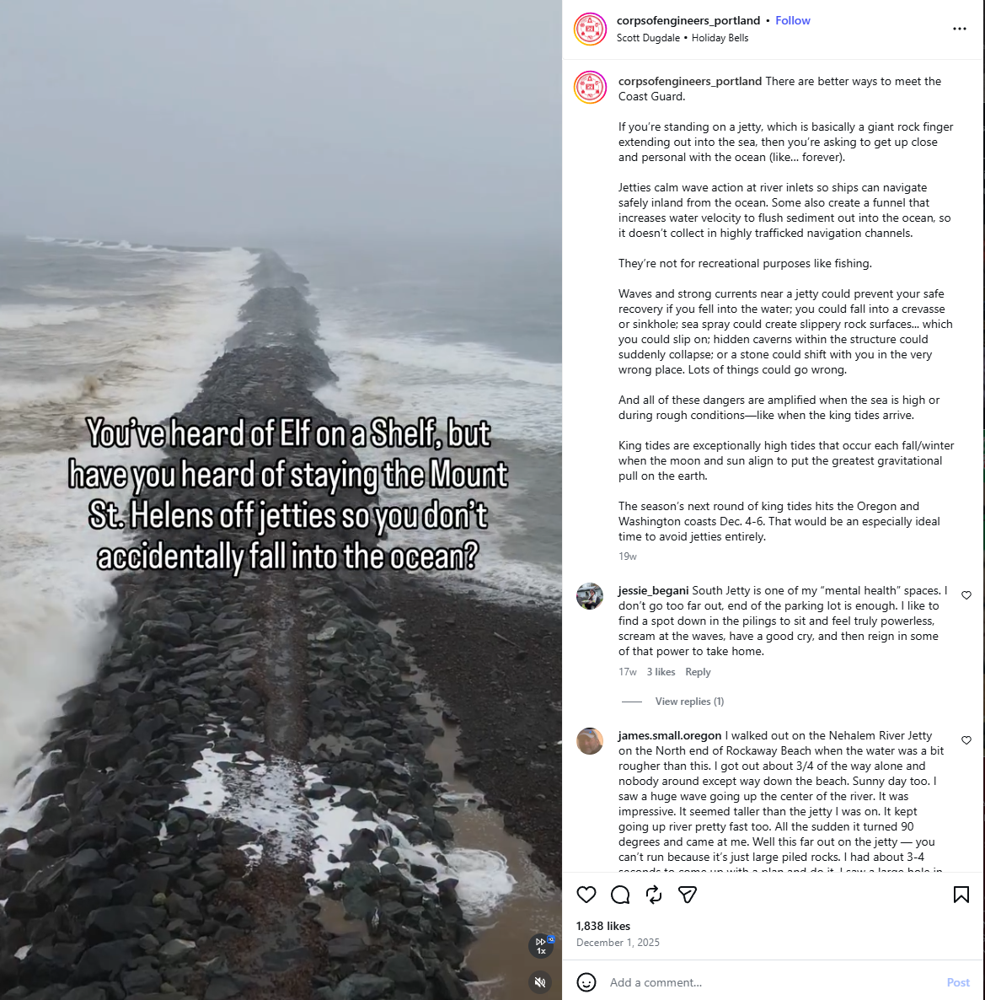 You've heard of Elf on a Shelf, but
have you heard of staying the Mount
St. Helens off jetties so you don't
accidentally fall into the ocean?
1x
corpsofengineers_portland • Follow
Scott Dugdale • Holiday Bells
corpsofengineers_portland There are better ways to meet the
Coast Guard.
If you're standing on a jetty, which is basically a giant rock finger
extending out into the sea, then you're asking to get up close
and personal with the ocean (like... forever).
Jetties calm wave action at river inlets so ships can navigate
safely inland from the ocean. Some also create a funnel that
increases water velocity to flush sediment out into the ocean, so
it doesn't collect in highly trafficked navigation channels.
They're not for recreational purposes like fishing.
Waves and strong currents near a jetty could prevent your safe
recovery if you fell into the water; you could fall into a crevasse
or sinkhole; sea spray could create slippery rock surfaces... which
you could slip on; hidden caverns within the structure could
suddenly collapse; or a stone could shift with you in the very
wrong place. Lots of things could go wrong.
And all of these dangers are amplified when the sea is high or
during rough conditions—like when the king tides arrive.
King tides are exceptionally high tides that occur each fall/winter
when the moon and sun align to put the greatest gravitational
pull on the earth.
The season's next round of king tides hits the Oregon and
Washington coasts Dec. 4-6. That would be an especially ideal
time to avoid jetties entirely.
19w
jessie_begani South Jetty is one of my “mental health” spaces. I
don't go too far out, end of the parking lot is enough. I like to
find a spot down in the pilings to sit and feel truly powerless,
scream at the waves, have a good cry, and then reign in some
of that power to take home.
17w 3 likes Reply
View replies (1)
james.small.oregon I walked out on the Nehalem River Jetty
on the North end of Rockaway Beach when the water was a bit
rougher than this. I got out about 3/4 of the way alone and
nobody around except way down the beach. Sunny day too. I
saw a huge wave going up the center of the river. It was
impressive. It seemed taller than the jetty I was on. It kept
going up river pretty fast too. All the sudden it turned 90
degrees and came at me. Well this far out on the jetty — you
can't run because it's just large piled rocks. I had about 3-4
seconds to come up with a plan and do it. I saw a large hole in
1,838 likes
December 1, 2025
Add a comment...
Post